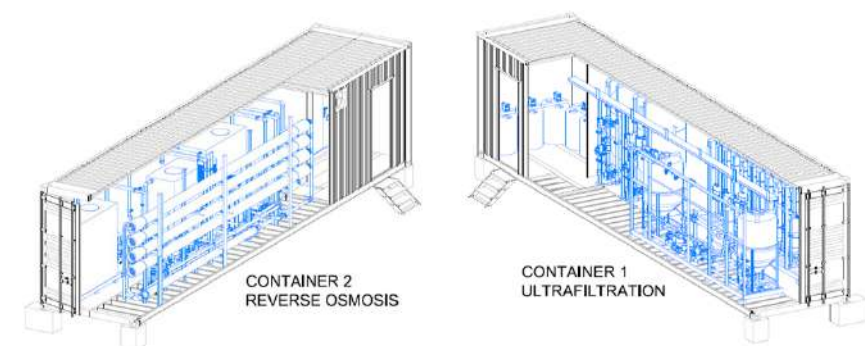 CONTAINER 2
REVERSE OSMOSIS
CONTAINER 1
ULTRAFILTRATION